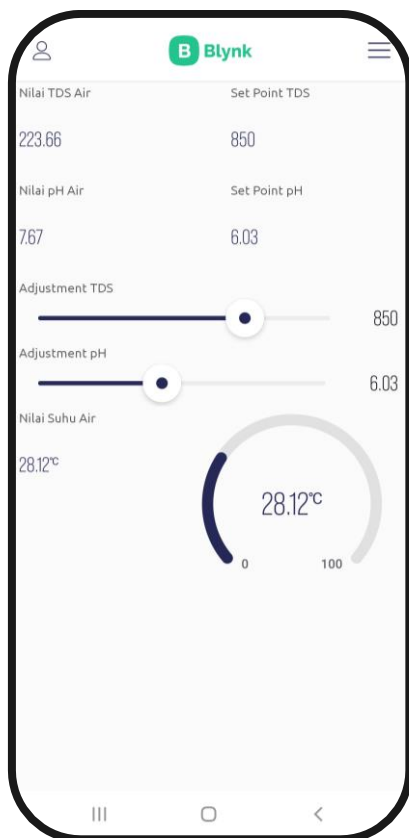 B Blynk
Nilai TDS Air Set Point TDS
223.66 850
Nilai pH Air Set Point pH
7.67 6.03
Adjustment TDS
850
Adjustment pH
6.03
Nilai Suhu Air
28.12°C
28.12°C
0 100